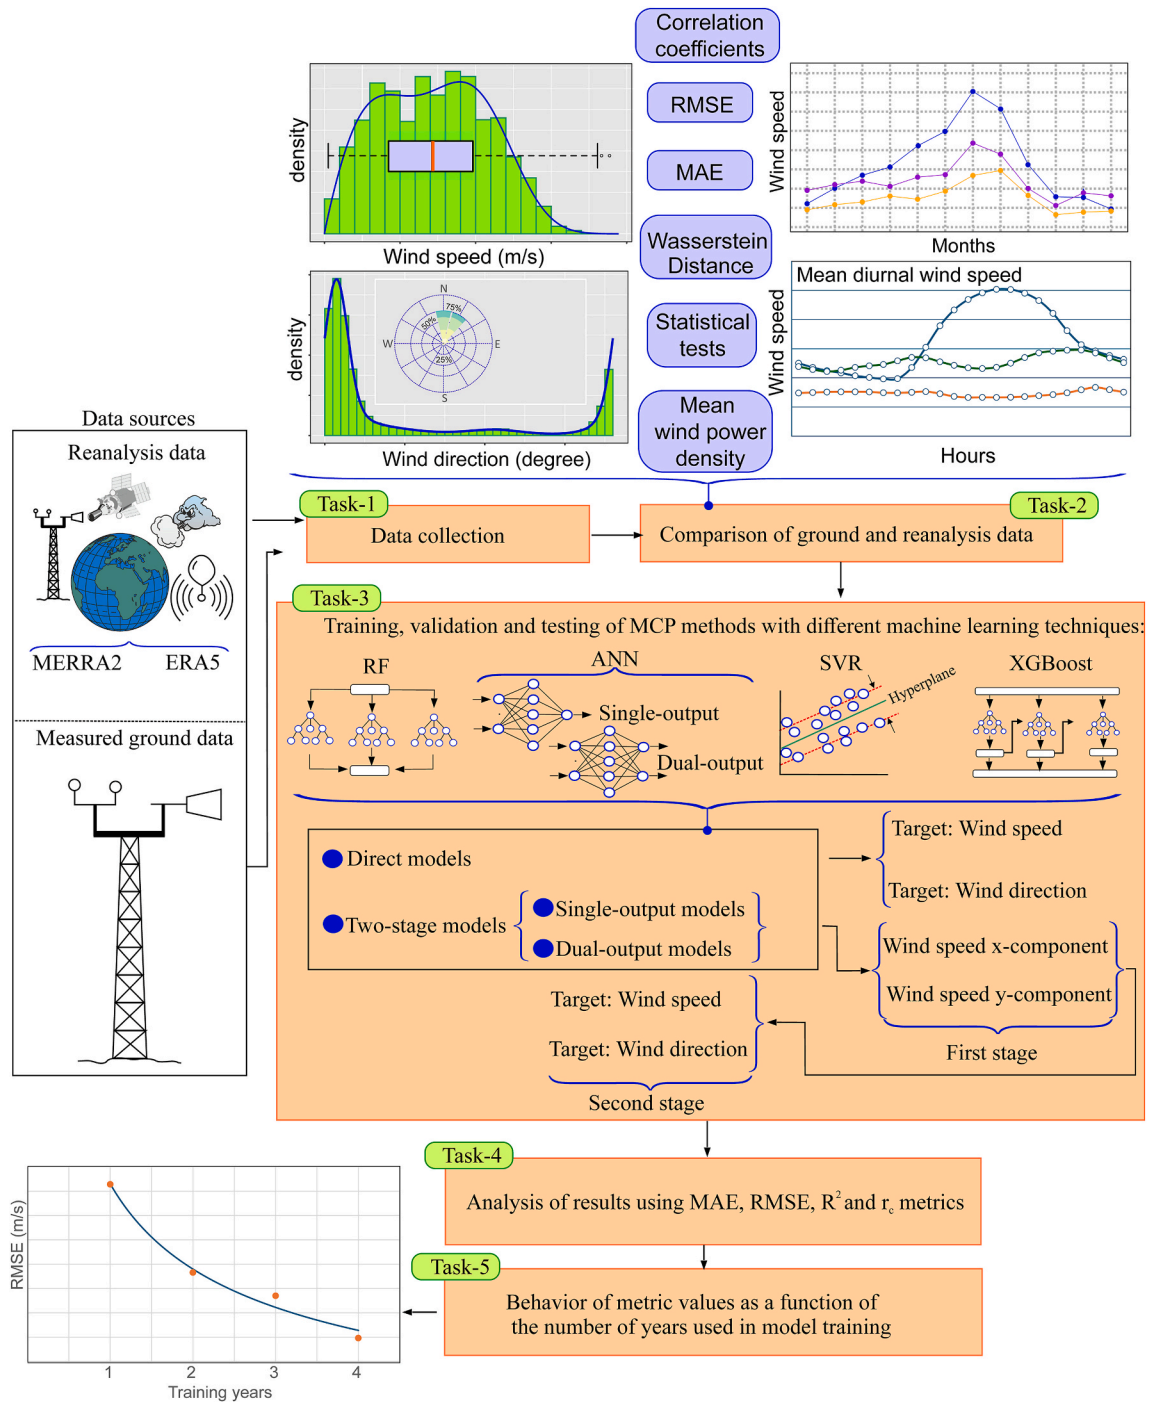 Correlation
coefficients
RMSE
MAE
Wasserstein
Distance
Statistical
tests
Mean
wind power
density
density
Wind speed (m/s)
density
N
75%
50%
W
E
25%
S
Wind direction (degree)
Wind speed
Months
Mean diurnal wind speed
Wind speed
Hours
Data sources
Reanalysis data
MERRA2
ERA5
Measured ground data
Task-1
Data collection
Task-2
Comparison of ground and reanalysis data
Task-3
Training, validation and testing of MCP methods with different machine learning techniques:
RF
ANN
Single-output
Dual-output
SVR
Hyperplane
XGBoost
Direct models
Two-stage models
Single-output models
Dual-output models
Target: Wind speed
Target: Wind direction
Wind speed x-component
Wind speed y-component
First stage
Target: Wind speed
Target: Wind direction
Second stage
Task-4
Analysis of results using MAE, RMSE, R² and r꜀ metrics
Task-5
Behavior of metric values as a function of
the number of years used in model training
RMSE (m/s)
1 2 3 4
Training years